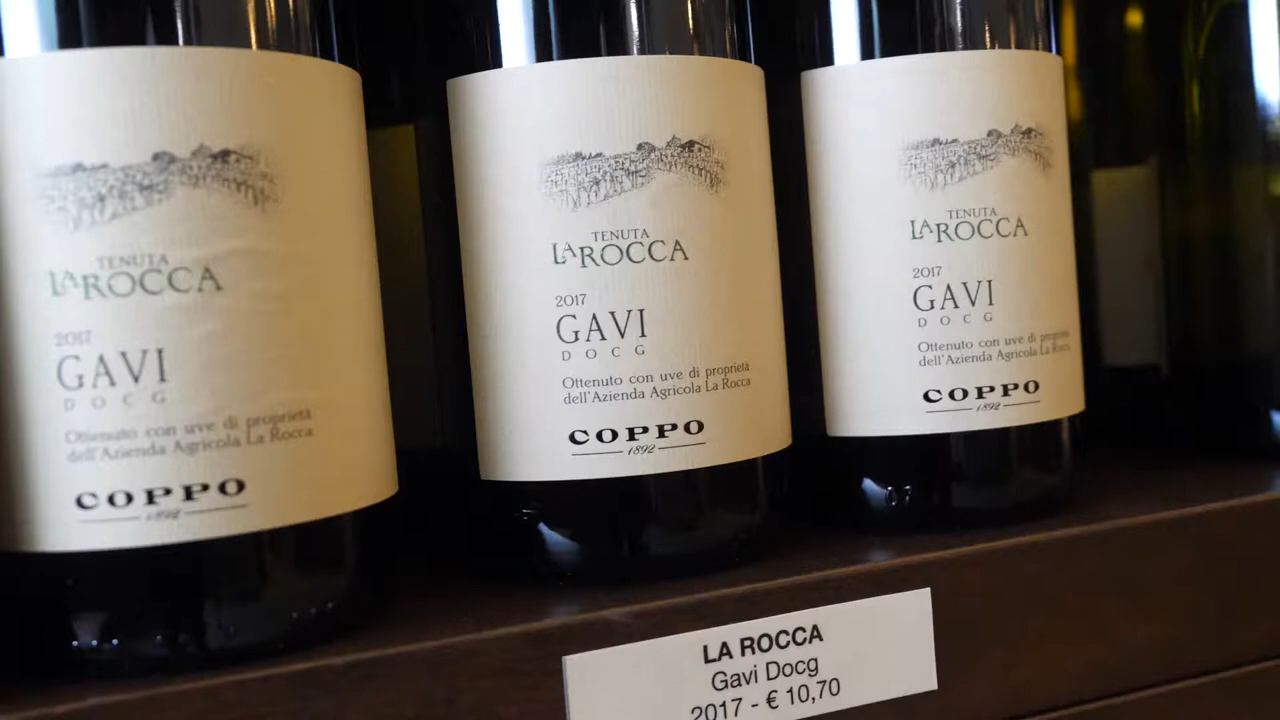 TENUTA
LA ROCCA
2017
GAVI
DOCG
Ottenuto con uve di proprietà
dell'Azienda Agricola La Rocca
COPPO
1892
TENUTA
LA ROCCA
2017
GAVI
DOCG
Ottenuto con uve di proprietà
dell'Azienda Agricola La Rocca
COPPO
1892
TENUTA
LA ROCCA
2017
GAVI
DOCG
Ottenuto con uve di proprietà
dell'Azienda Agricola La Rocca
COPPO
1892
LA ROCCA
Gavi Docg
2017 - € 10,70